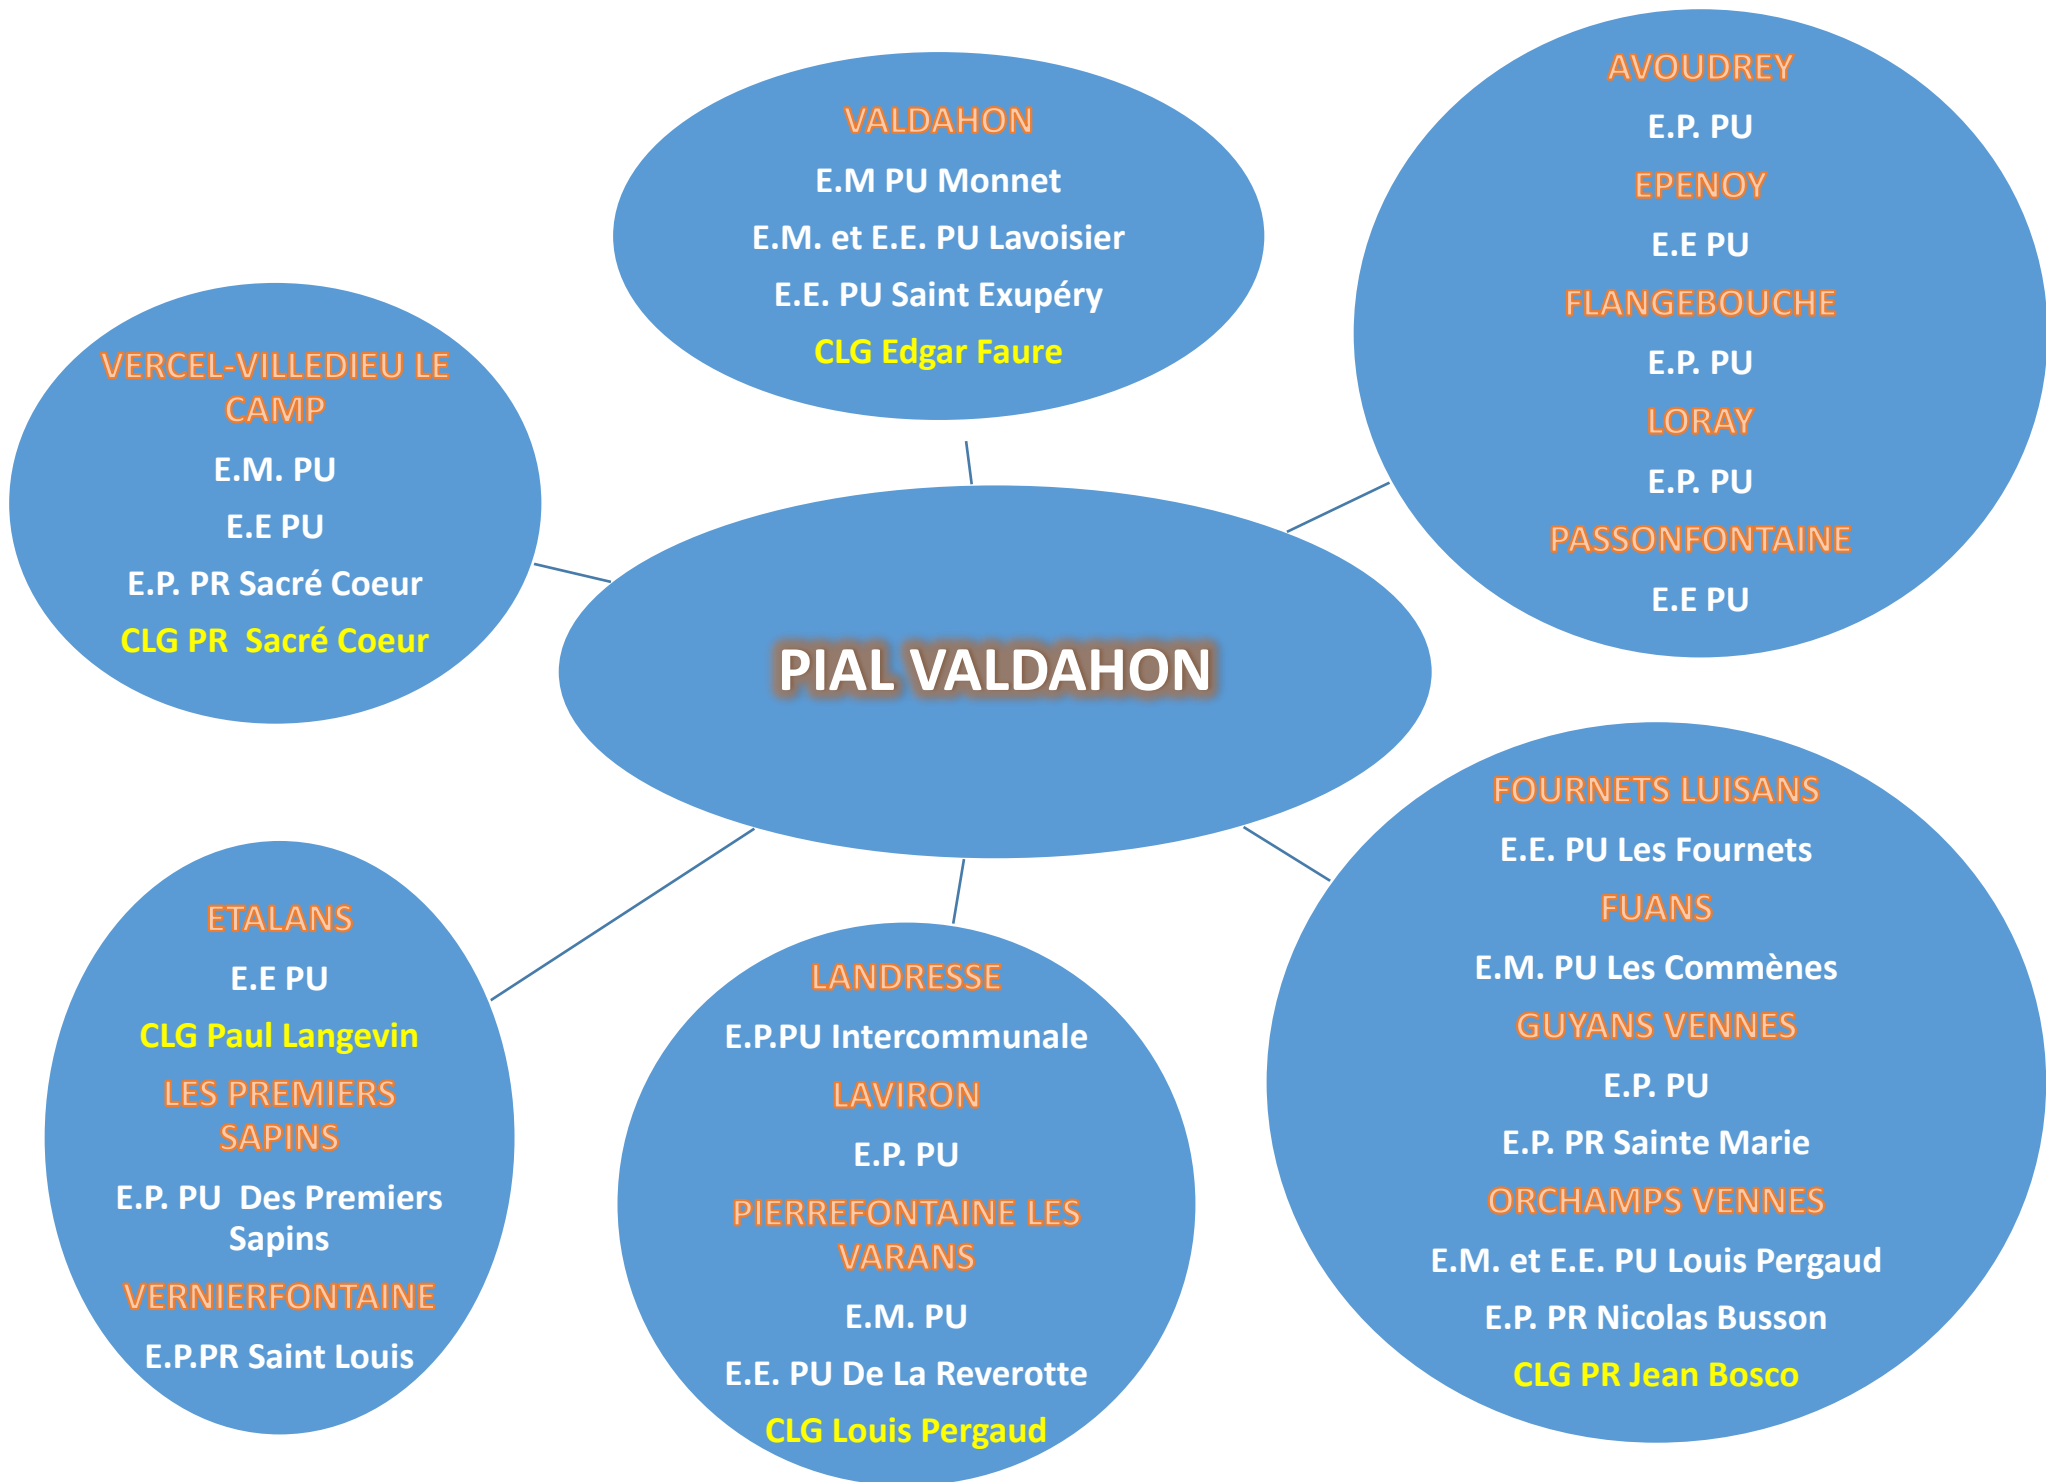 VALDAHON
E.M PU Monnet
E.M. et E.E. PU Lavoisier
E.E. PU Saint Exupéry
CLG Edgar Faure
AVOUDREY
E.P. PU
EPENOY
E.E PU
FLANGEBOUCHE
E.P. PU
LORAY
E.P. PU
PASSONFONTAINE
E.E PU
VERCEL-VILLEDIEU LE
CAMP
E.M. PU
E.E PU
E.P. PR Sacré Coeur
CLG PR  Sacré Coeur
PIAL VALDAHON
FOURNETS LUISANS
E.E. PU Les Fournets
FUANS
E.M. PU Les Commènes
GUYANS VENNES
E.P. PU
E.P. PR Sainte Marie
ORCHAMPS VENNES
E.M. et E.E. PU Louis Pergaud
E.P. PR Nicolas Busson
CLG PR Jean Bosco
ETALANS
E.E PU
CLG Paul Langevin
LES PREMIERS
SAPINS
E.P. PU  Des Premiers
Sapins
VERNIERFONTAINE
E.P.PR Saint Louis
LANDRESSE
E.P.PU Intercommunale
LAVIRON
E.P. PU
PIERREFONTAINE LES
VARANS
E.M. PU
E.E. PU De La Reverotte
CLG Louis Pergaud